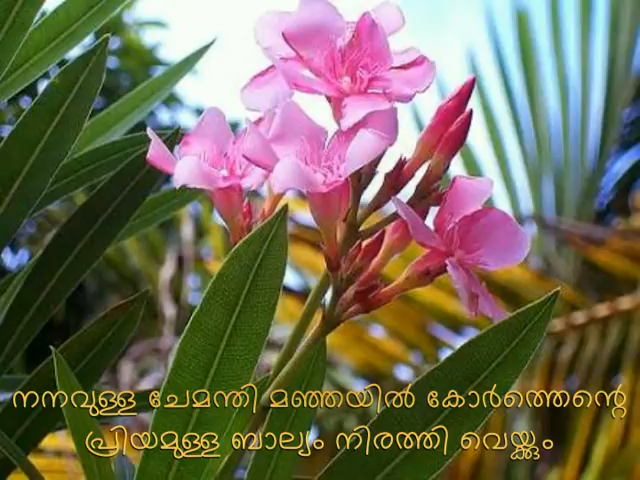 നനവുള്ള ചേമന്തി മഞ്ഞയിൽ കോർത്തെന്റെ
പ്രിയമുള്ള ബാല്യം നിരത്തി വെയ്ക്കും